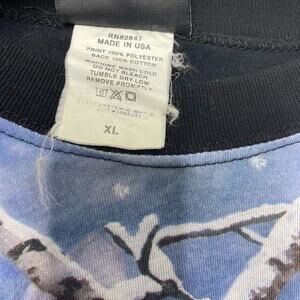 RN82847
MADE IN USA
PRINT 100% POLYESTER
BACK 100% COTTON
MACHINE WASH COLD
DO NOT BLEACH
TUMBLE DRY LOW
REMOVE PROMPTLY
XL